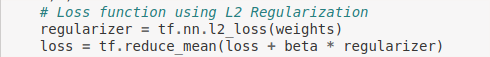 # Loss function using L2 Regularization
regularizer = tf.nn.l2_loss(weights)
loss = tf.reduce_mean(loss + beta * regularizer)